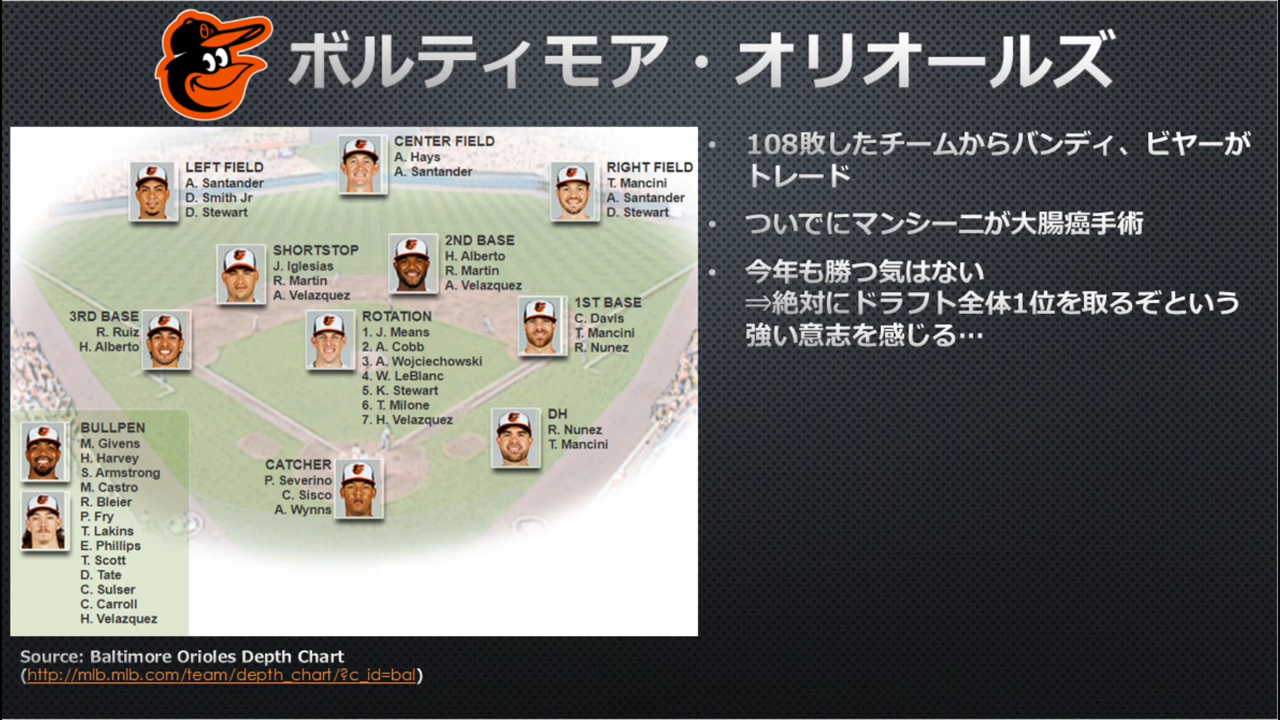 ボルティモア・オリオールズ
LEFT FIELD
A. Santander
D. Smith Jr
D. Stewart
CENTER FIELD
A. Hays
A. Santander
RIGHT FIELD
T. Mancini
A. Santander
D. Stewart
SHORTSTOP
J. Iglesias
R. Martin
A. Velazquez
2ND BASE
H. Alberto
R. Martin
A. Velazquez
3RD BASE
R. Ruiz
H. Alberto
ROTATION
1. J. Means
2. A. Cobb
3. A. Wojciechowski
4. W. LeBlanc
5. K. Stewart
6. T. Milone
7. H. Velazquez
1ST BASE
C. Davis
T. Mancini
R. Nunez
BULLPEN
M. Givens
H. Harvey
S. Armstrong
M. Castro
R. Bleier
P. Fry
T. Lakins
E. Phillips
T. Scott
D. Tate
C. Sulser
C. Carroll
H. Velazquez
CATCHER
P. Severino
C. Sisco
A. Wynns
DH
R. Nunez
T. Mancini
• 108敗したチームからバンディ、ビヤーが
トレード
• ついでにマンシーニが大腸癌手術
• 今年も勝つ気はない
⇒絶対にドラフト全体1位を取るぞという
強い意志を感じる…
Source: Baltimore Orioles Depth Chart
(http://mlb.mlb.com/team/depth_chart/?c_id=bal)